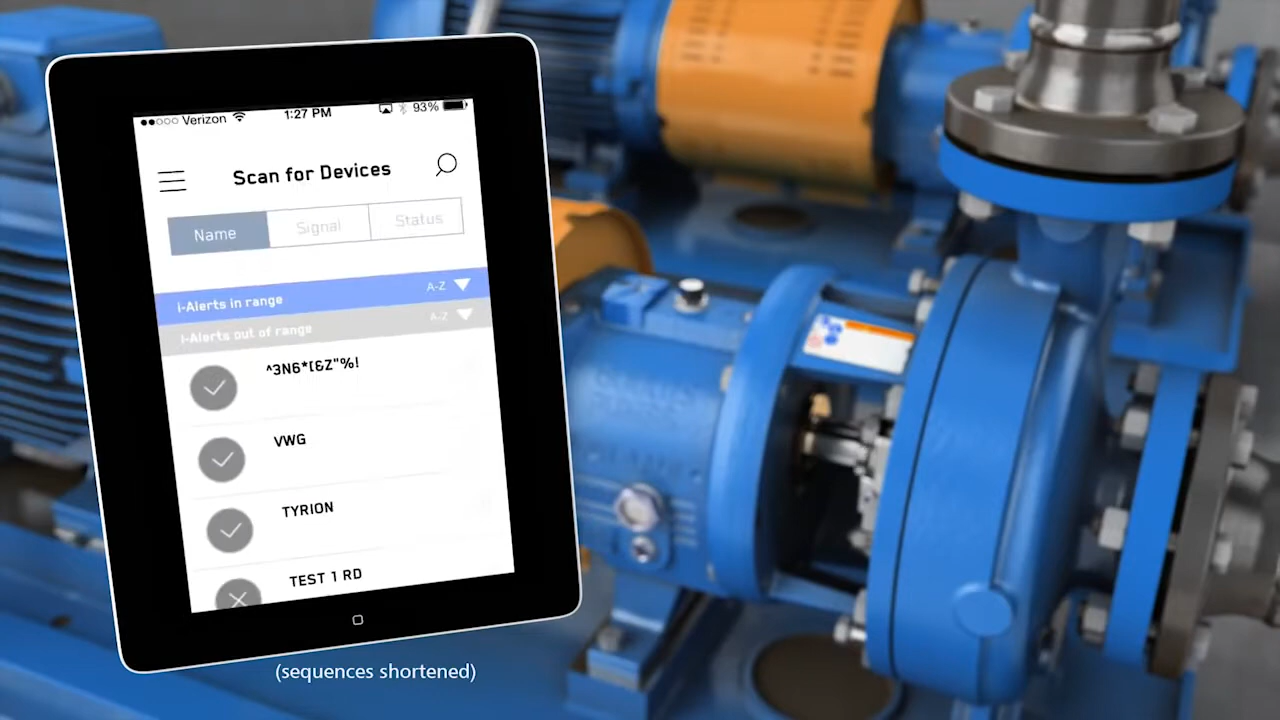 Verizon 1:27 PM 93%
Scan for Devices
Name Signal Status
i-Alerts in range A-Z
i-Alerts out of range A-Z
^3N6*[&Z"%!
VWG
TYRION
TEST 1 RD
(sequences shortened)